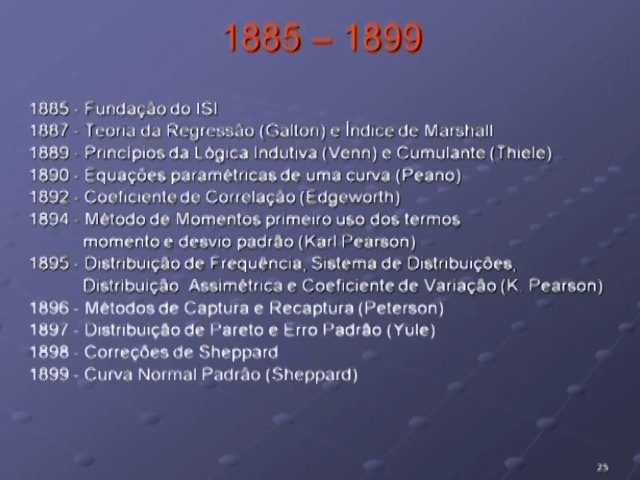 1885 – 1899
1885 - Fundação do ISI
1887 - Teoria da Regressão (Galton) e Índice de Marshall
1889 - Princípios da Lógica Indutiva (Venn) e Cumulante (Thiele)
1890 - Equações paramétricas de uma curva (Peano)
1892 - Coeficiente de Correlação (Edgeworth)
1894 - Método de Momentos primeiro uso dos termos
momento e desvio padrão (Karl Pearson)
1895 - Distribuição de Frequência, Sistema de Distribuições,
Distribuição Assimétrica e Coeficiente de Variação (K. Pearson)
1896 - Métodos de Captura e Recaptura (Peterson)
1897 - Distribuição de Pareto e Erro Padrão (Yule)
1898 - Correções de Sheppard
1899 - Curva Normal Padrão (Sheppard)
25